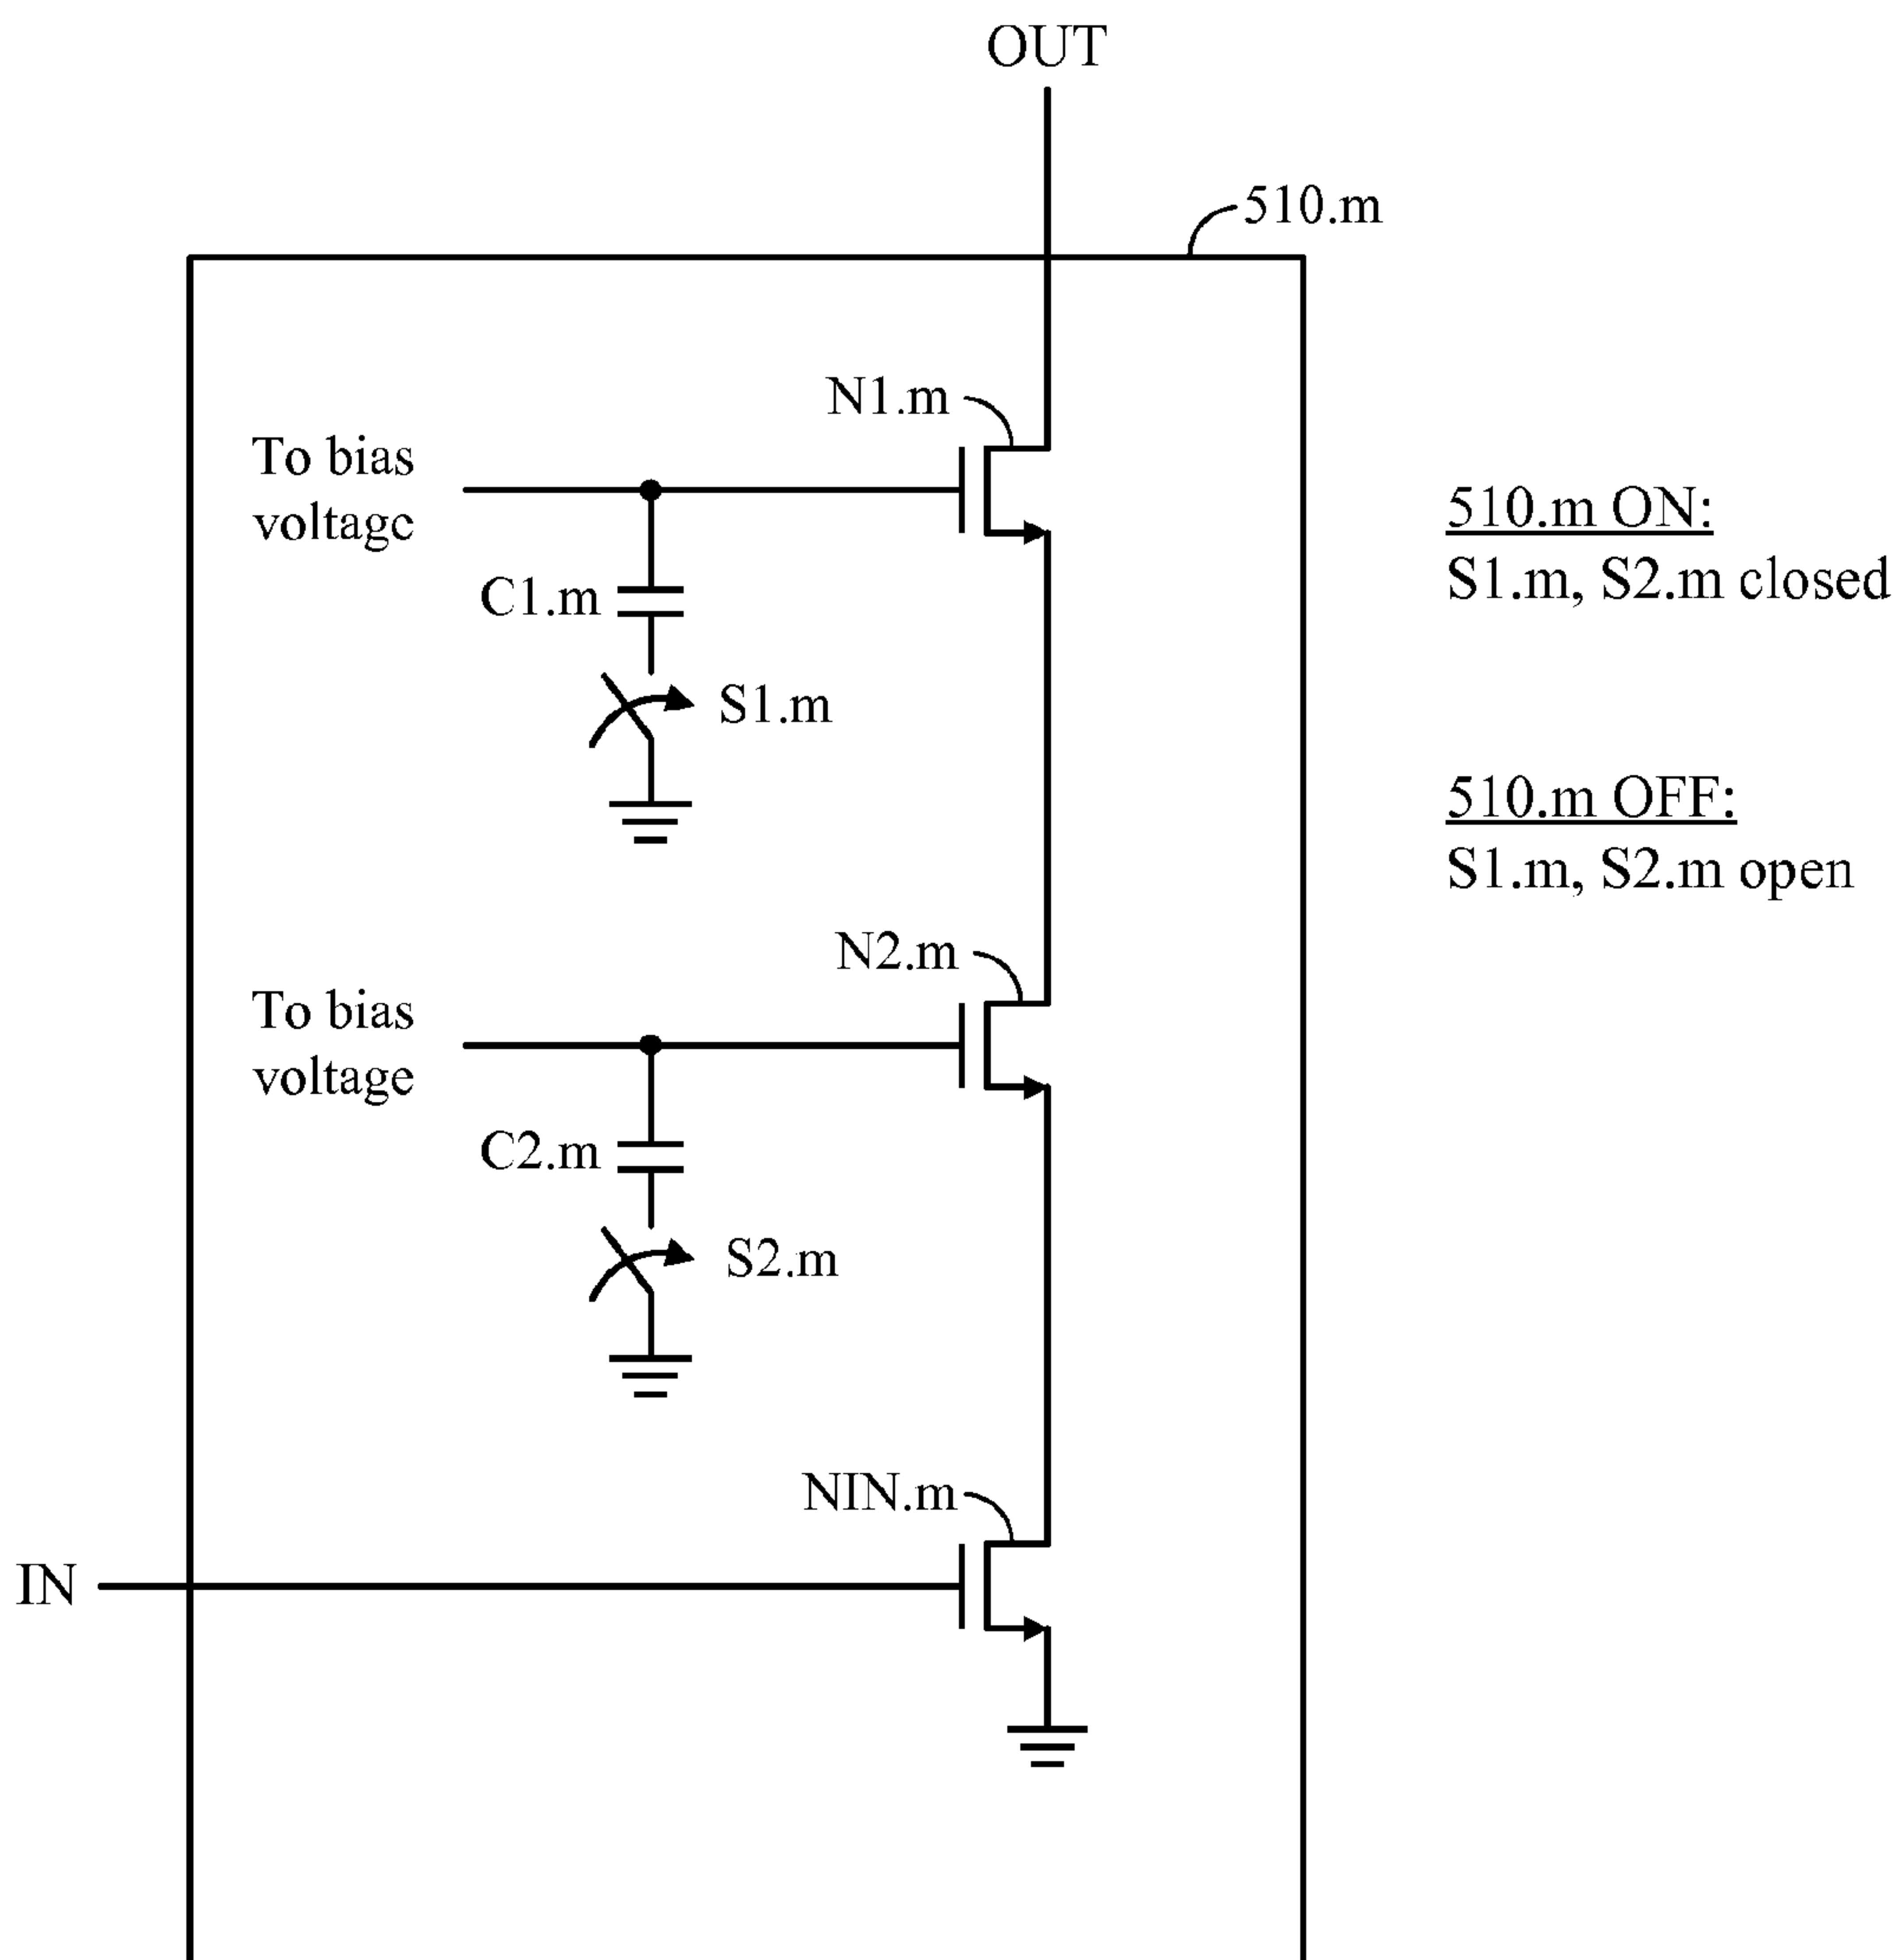 OUT
510.m
N1.m
To bias
voltage
C1.m
S1.m
510.m ON:
S1.m, S2.m closed
510.m OFF:
S1.m, S2.m open
N2.m
To bias
voltage
C2.m
S2.m
NIN.m
IN